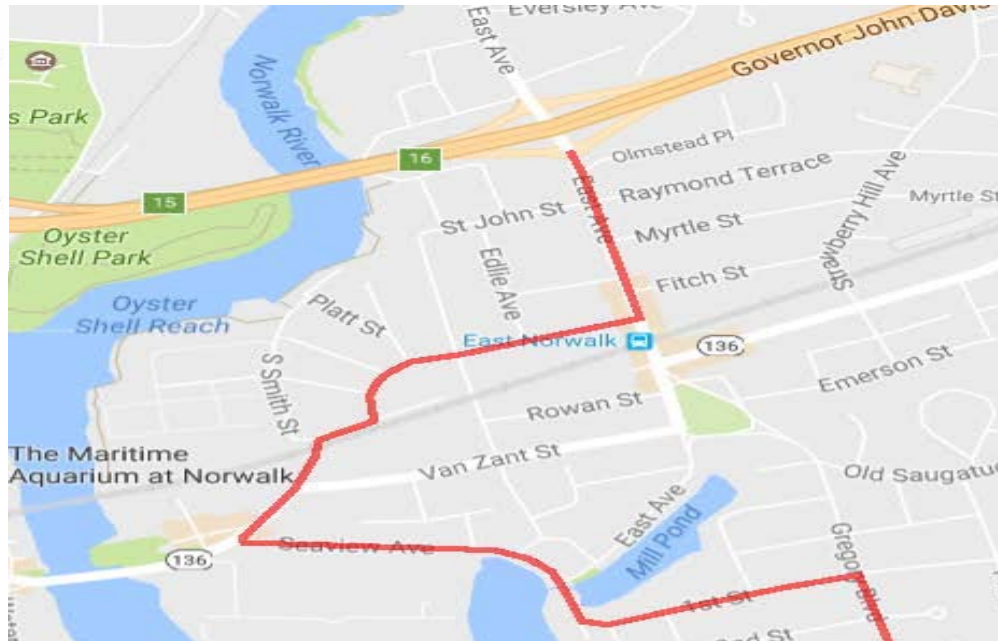 Eversley Ave
East Ave
Governor John Davis
s Park
Norwalk River
16
Olmstead Pl
15
Raymond Terrace
Strawberry Hill Ave
Myrtle St
St John St
East Ave
Myrtle St
Oyster
Shell Park
Edlie Ave
Fitch St
Oyster
Shell Reach
Platt St
East Norwalk
136
S Smith St
Emerson St
Rowan St
The Maritime
Aquarium at Norwalk
Van Zant St
Old Saugatuc
East Ave
Mill Pond
Seaview Ave
136
1st St